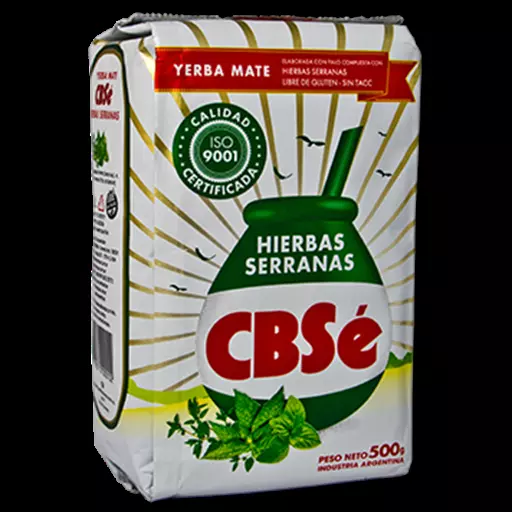 YERBA MATE
ELABORADA CON PALO COMPUESTA CON
HIERBAS SERRANAS
LIBRE DE GLUTEN - SIN TACC
CALIDAD
ISO
9001
CERTIFICADA
HIERBAS
SERRANAS
CBSé
PESO NETO 500g
INDUSTRIA ARGENTINA
YERBA MATE
CBSé
HIERBAS SERRANAS